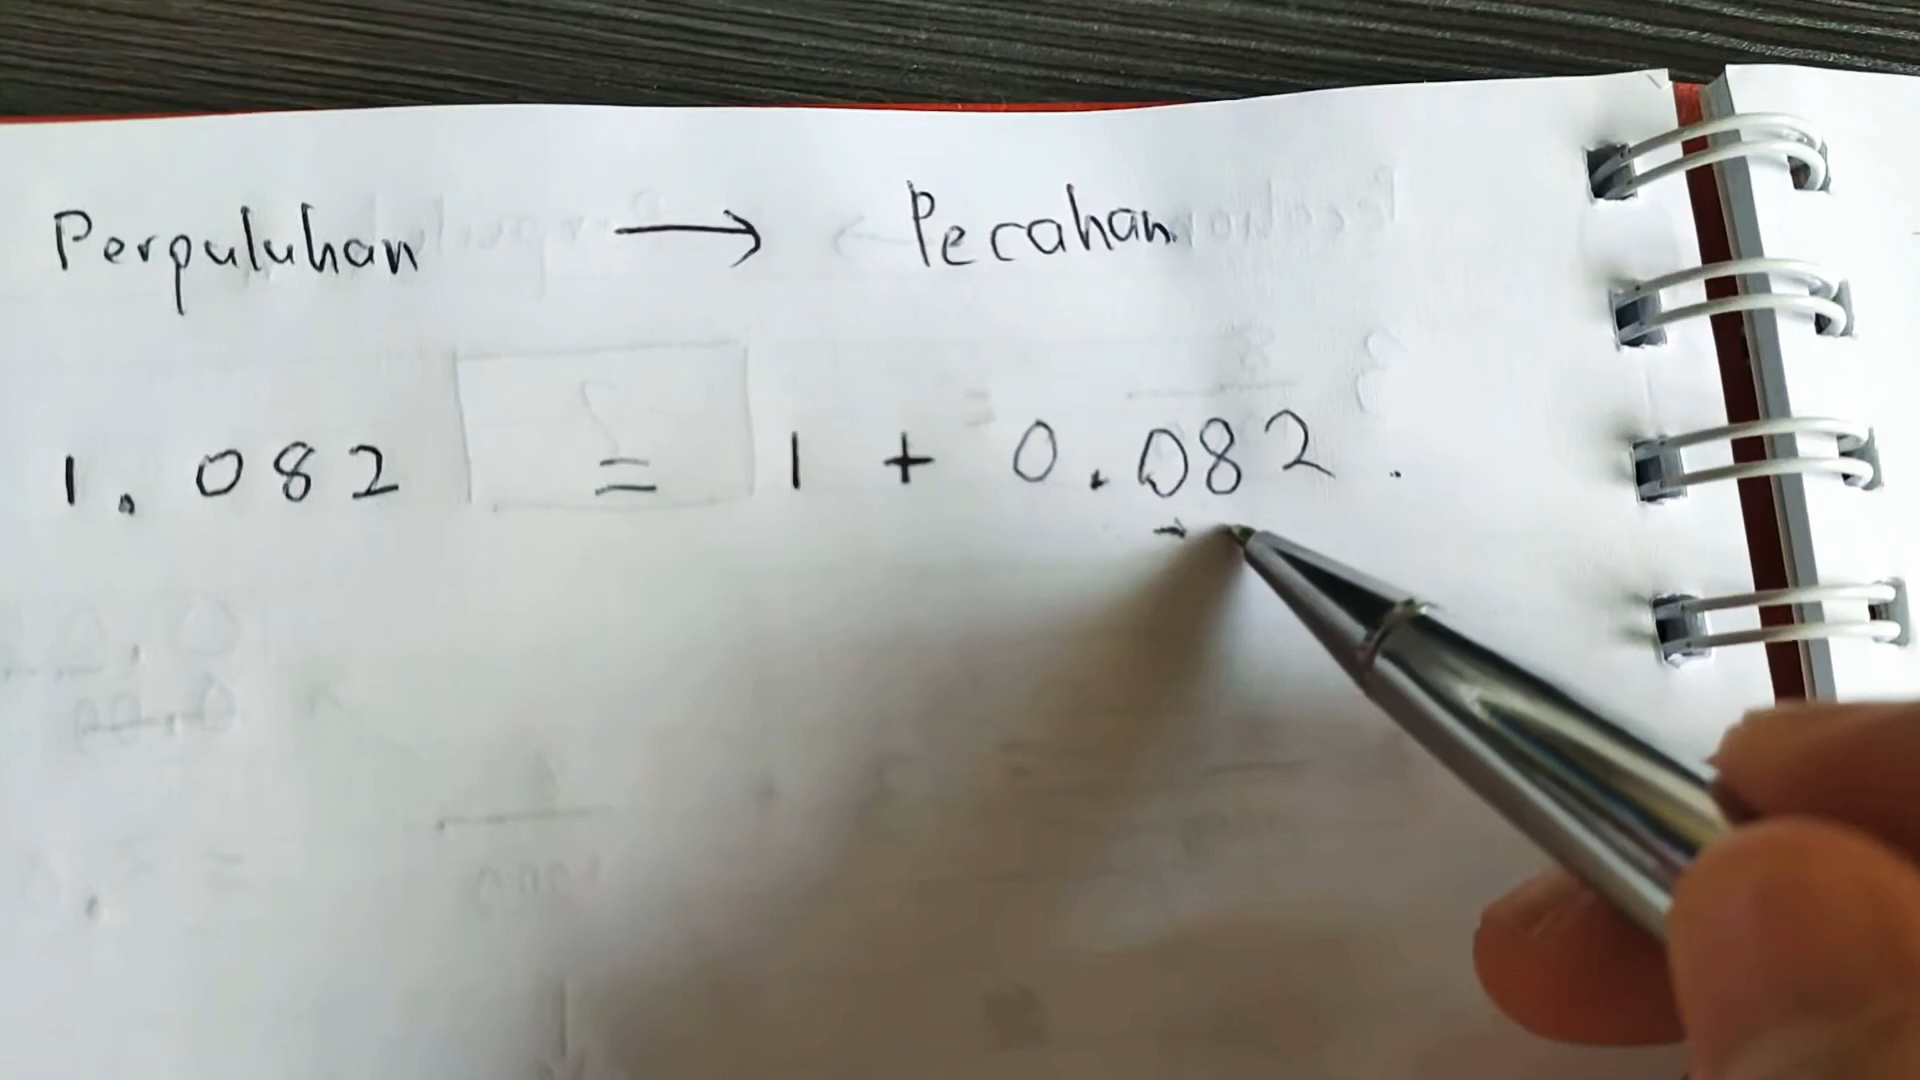 Perpuluhan → Pecahan
1.082 = 1 + 0.082.